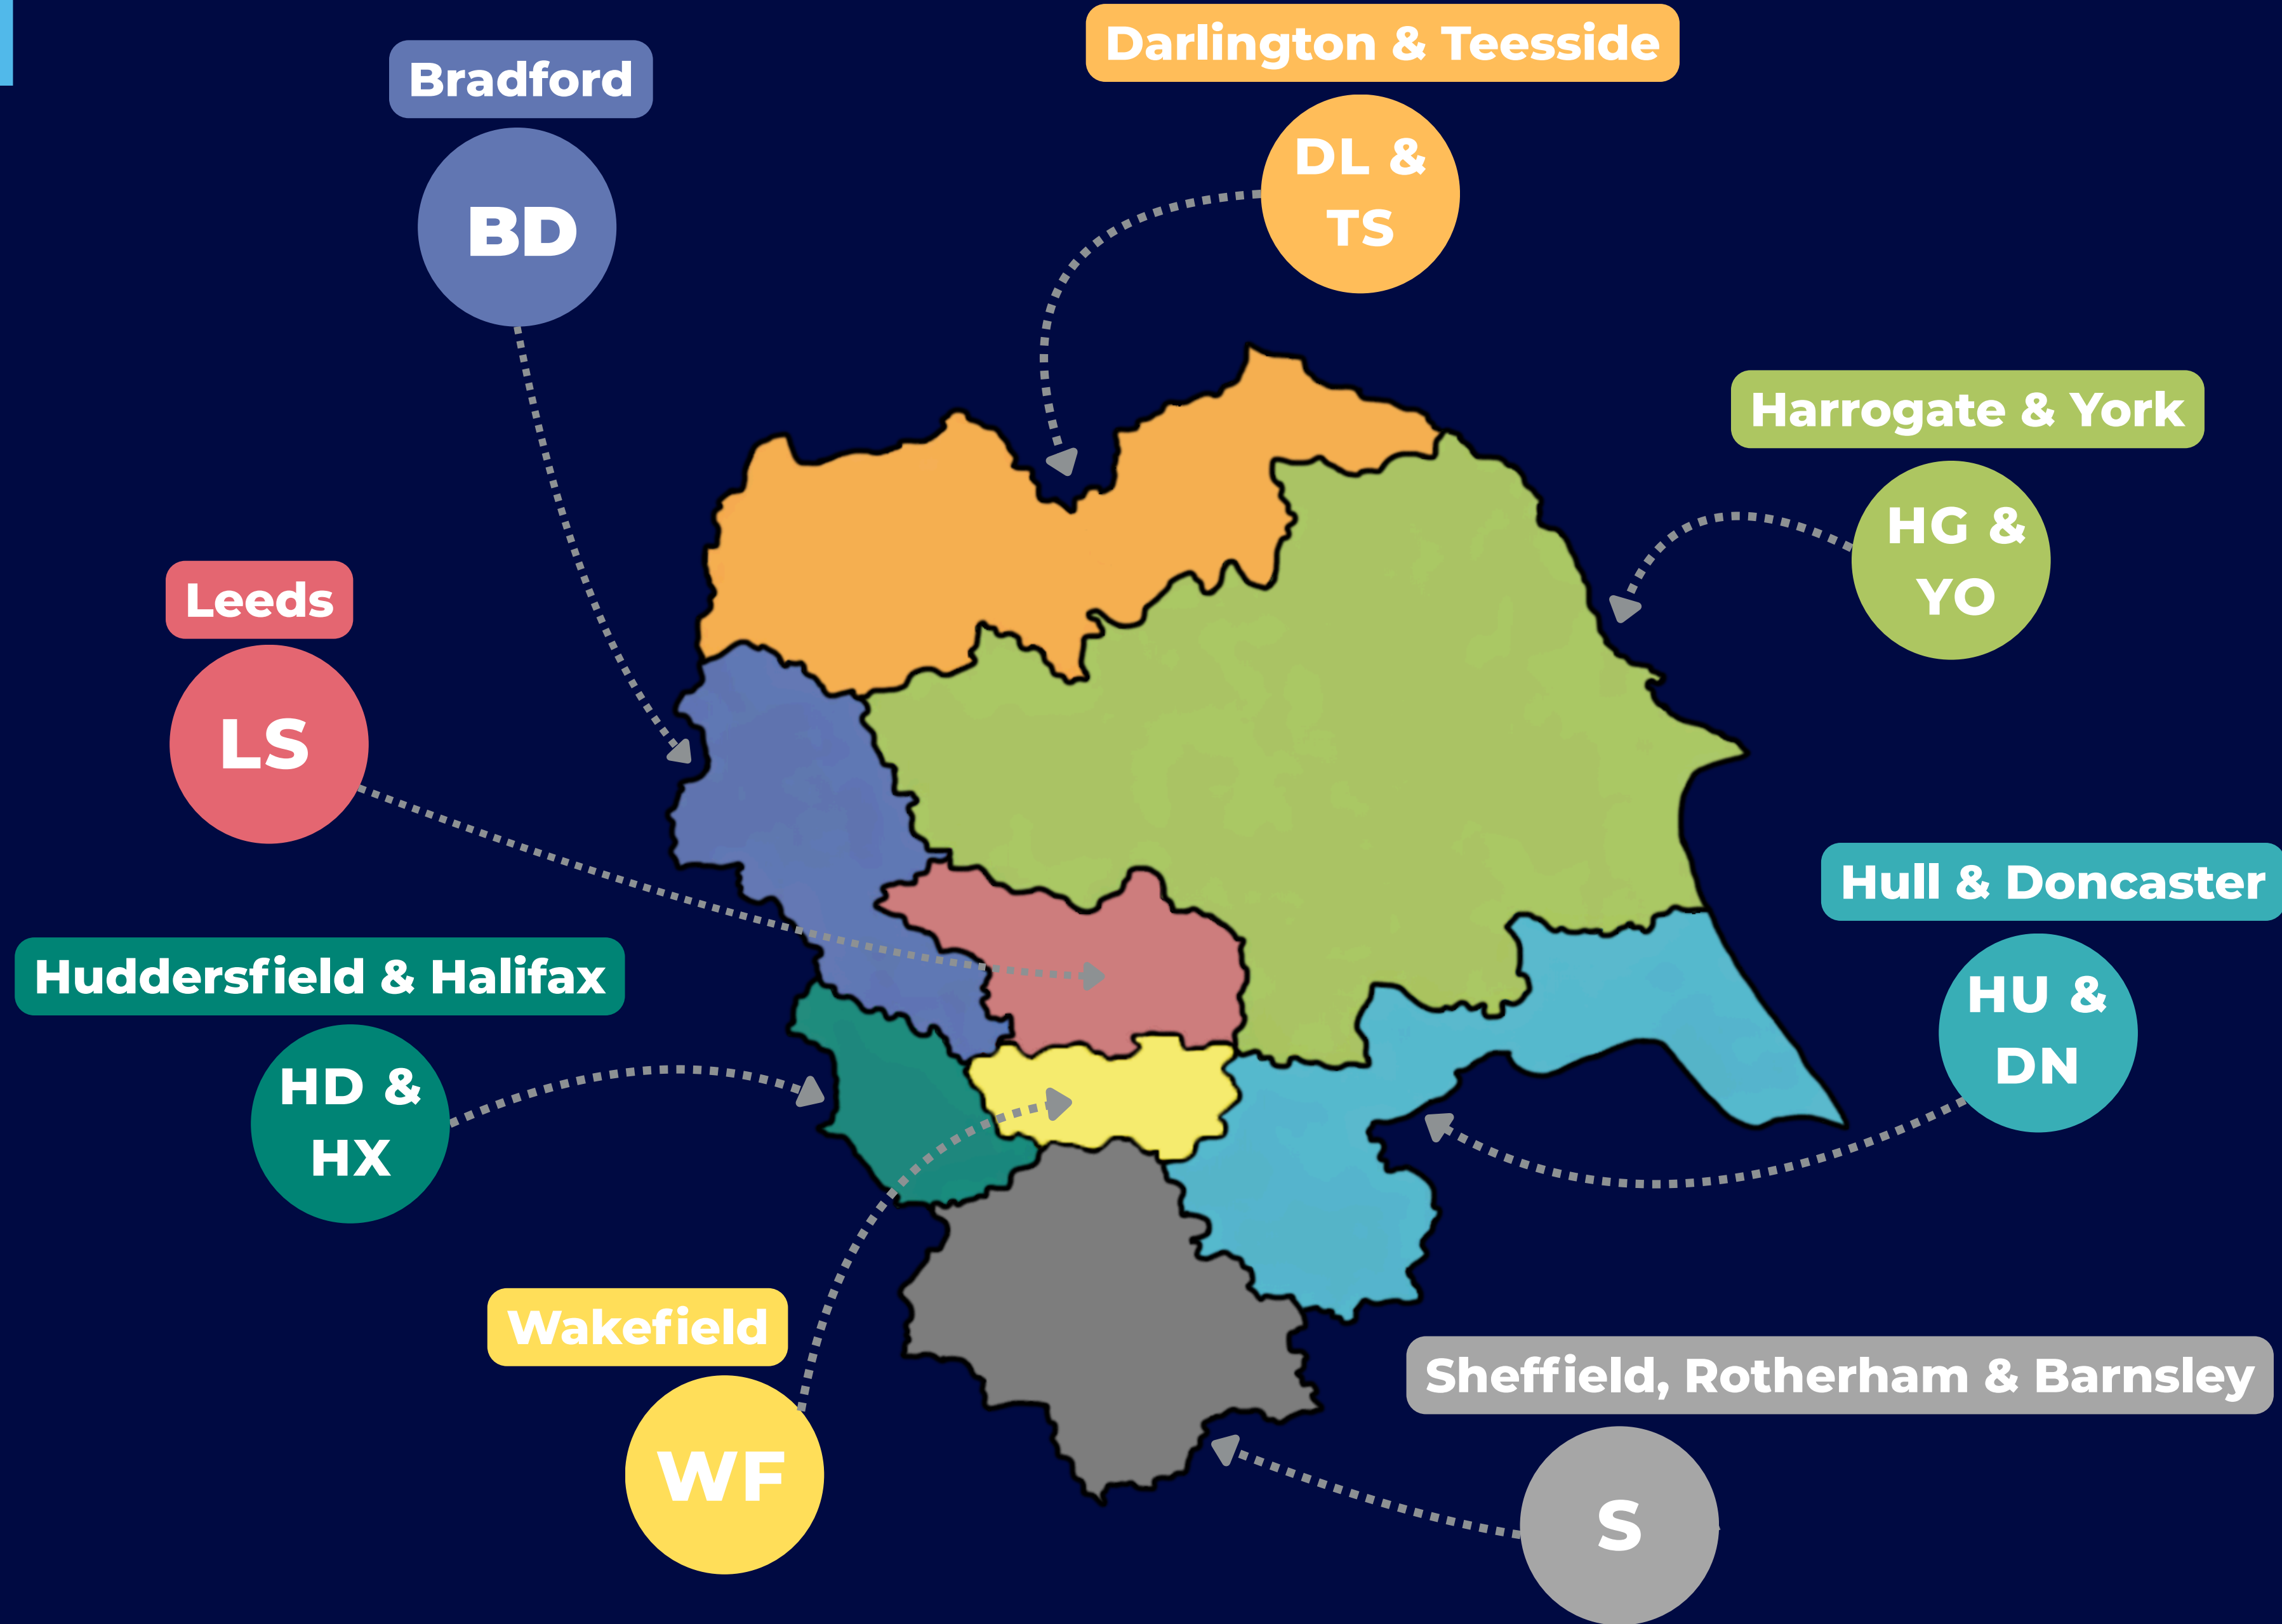 Darlington & Teesside
DL &
TS
Bradford
BD
Harrogate & York
HG &
YO
Leeds
LS
Hull & Doncaster
HU &
DN
Huddersfield & Halifax
HD &
HX
Wakefield
WF
Sheffield, Rotherham & Barnsley
S